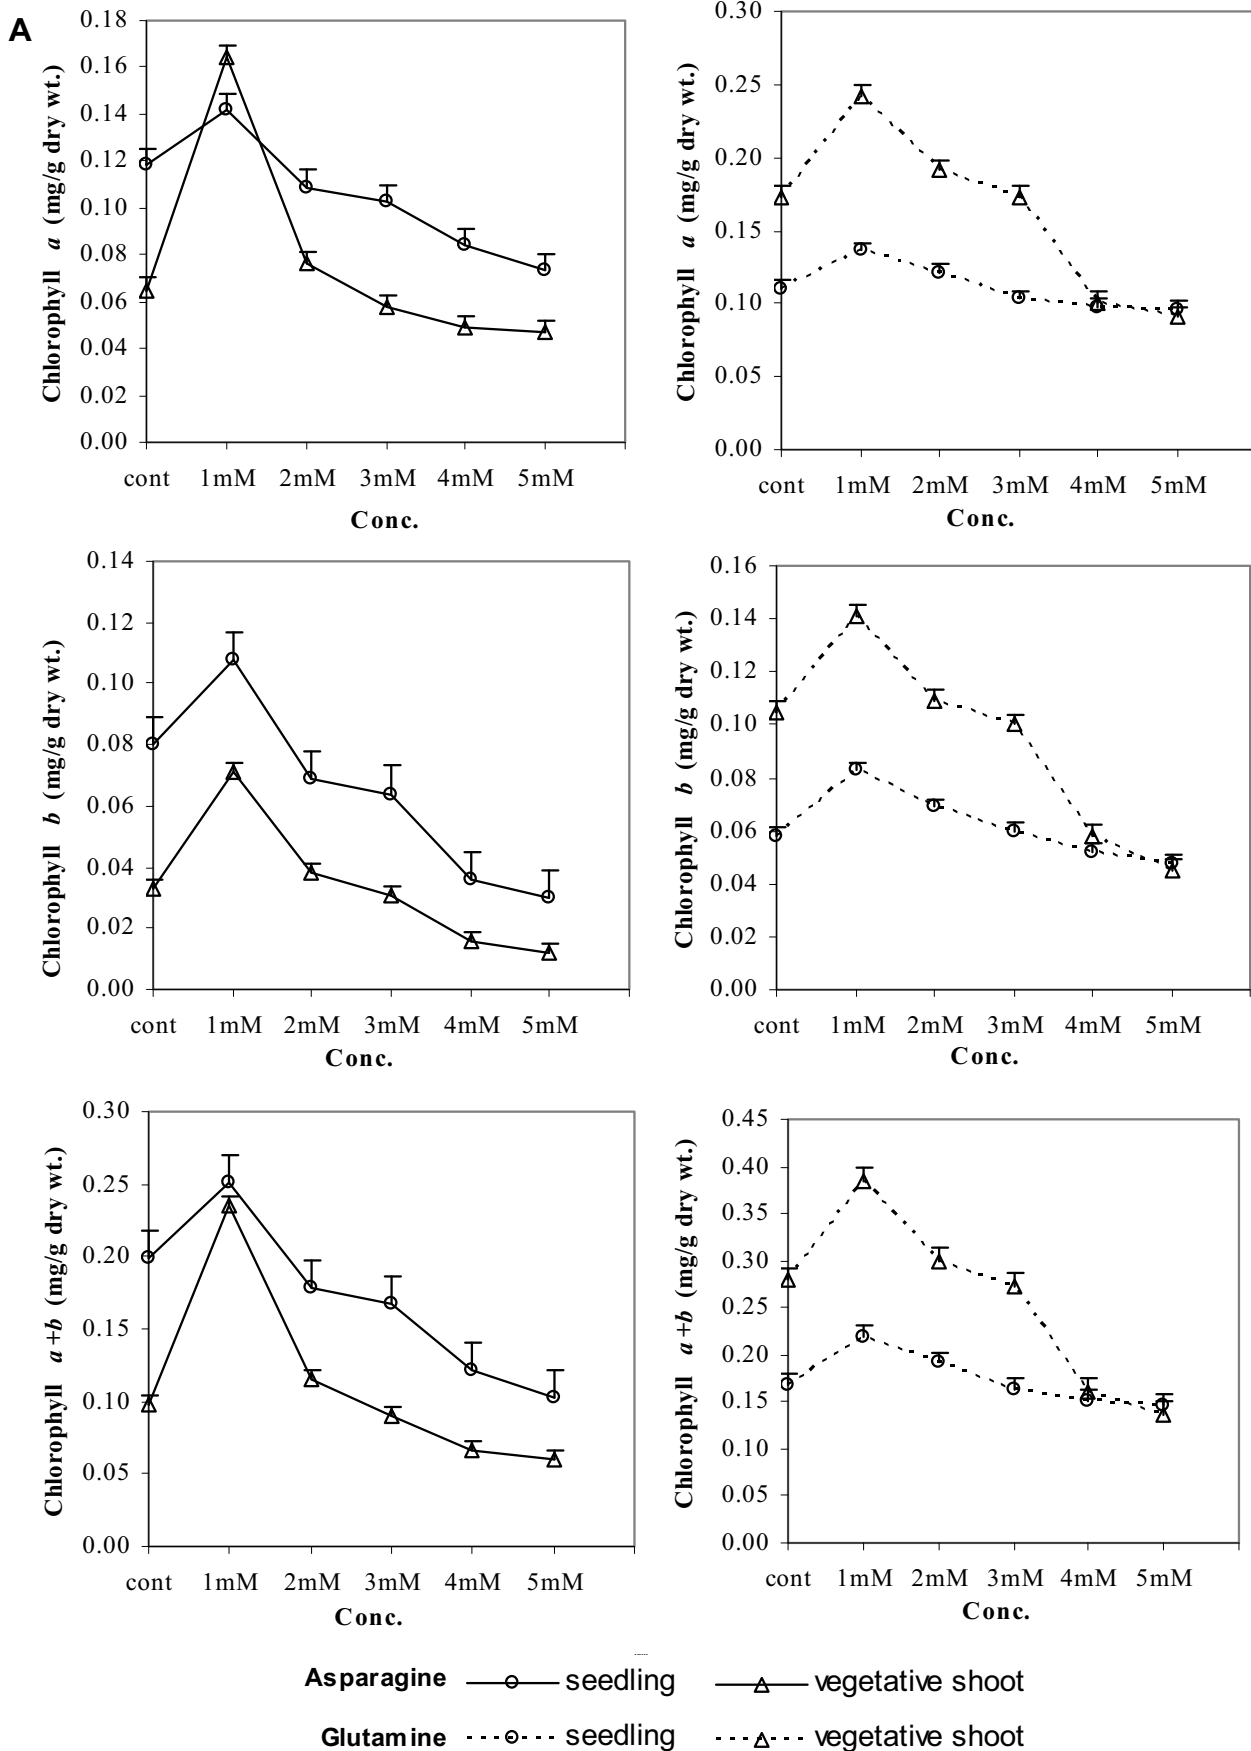 A
Chlorophyll a (mg/g dry wt.)
0.18
0.16
0.14
0.12
0.10
0.08
0.06
0.04
0.02
0.00
cont 1mM 2mM 3mM 4mM 5mM
Conc.
Chlorophyll a (mg/g dry wt.)
0.30
0.25
0.20
0.15
0.10
0.05
0.00
cont 1mM 2mM 3mM 4mM 5mM
Conc.
Chlorophyll b (mg/g dry wt.)
0.14
0.12
0.10
0.08
0.06
0.04
0.02
0.00
cont 1mM 2mM 3mM 4mM 5mM
Conc.
Chlorophyll b (mg/g dry wt.)
0.16
0.14
0.12
0.10
0.08
0.06
0.04
0.02
0.00
cont 1mM 2mM 3mM 4mM 5mM
Conc.
Chlorophyll a+b (mg/g dry wt.)
0.30
0.25
0.20
0.15
0.10
0.05
0.00
cont 1mM 2mM 3mM 4mM 5mM
Conc.
Chlorophyll a+b (mg/g dry wt.)
0.45
0.40
0.35
0.30
0.25
0.20
0.15
0.10
0.05
0.00
cont 1mM 2mM 3mM 4mM 5mM
Conc.
Asparagine seedling vegetative shoot
Glutamine seedling vegetative shoot